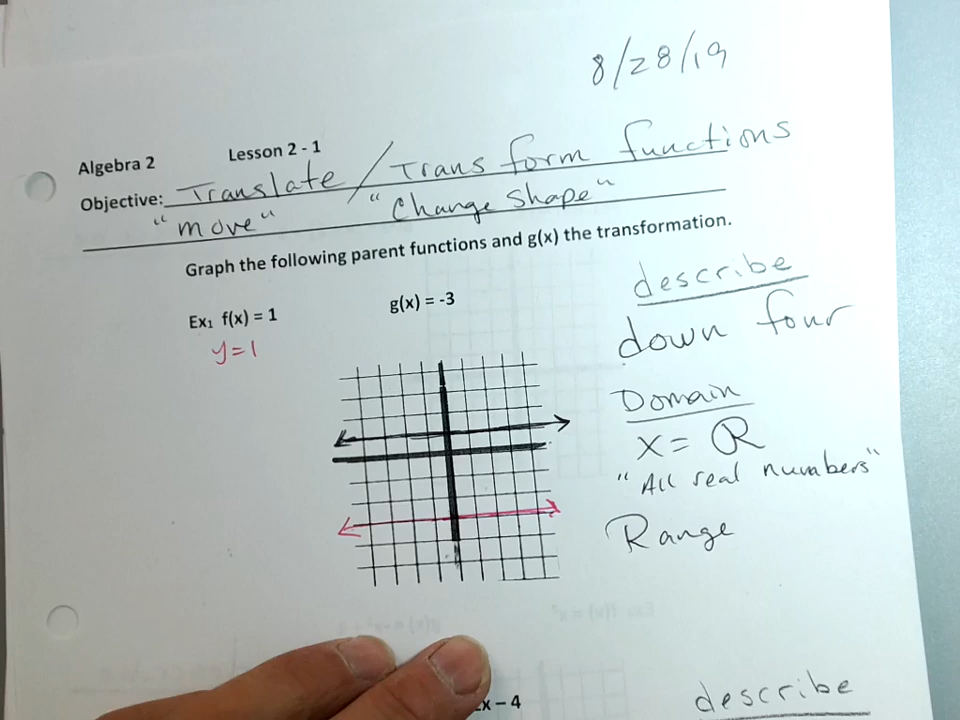 8/28/19
Algebra 2 Lesson 2 - 1
Objective: Translate / Transform functions
"move" "Change Shape"
Graph the following parent functions and g(x) the transformation.
Ex1 f(x) = 1 g(x) = -3
y=1
describe
down four
Domain
x = ℝ
"All real numbers"
Range
x – 4
describe